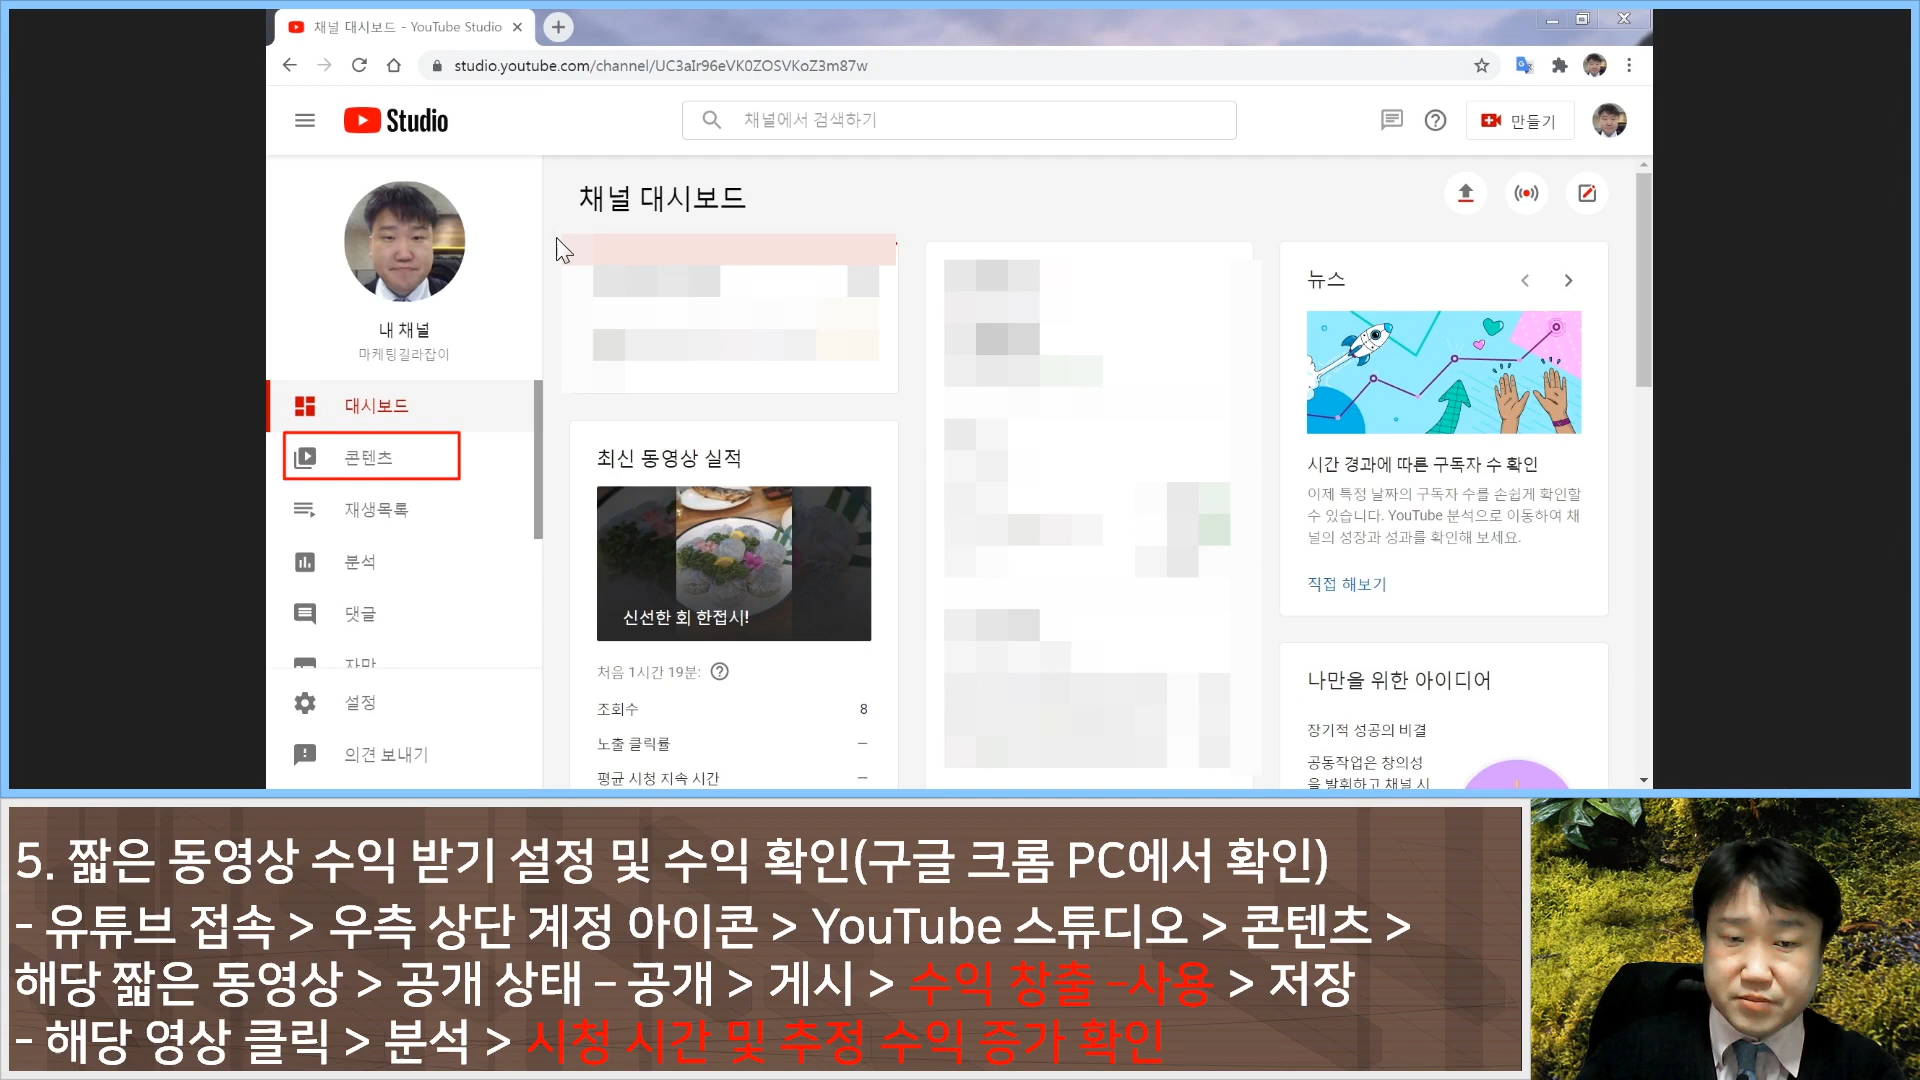 채널 대시보드 - YouTube Studio
studio.youtube.com/channel/UC3aIr96eVK0ZOSVKoZ3m87w
Studio
채널에서 검색하기
만들기
내 채널
마케팅길라잡이
대시보드
콘텐츠
재생목록
분석
댓글
자막
설정
의견 보내기
채널 대시보드
최신 동영상 실적
신선한 회 한접시!
처음 1시간 19분:
조회수 8
노출 클릭률 –
평균 시청 지속 시간 –
뉴스
시간 경과에 따른 구독자 수 확인
이제 특정 날짜의 구독자 수를 손쉽게 확인할
수 있습니다. YouTube 분석으로 이동하여 채
널의 성장과 성과를 확인해 보세요.
직접 해보기
나만을 위한 아이디어
장기적 성공의 비결
공동작업은 창의성
을 발휘하고 채널 시
5. 짧은 동영상 수익 받기 설정 및 수익 확인(구글 크롬 PC에서 확인)
- 유튜브 접속 > 우측 상단 계정 아이콘 > YouTube 스튜디오 > 콘텐츠 >
해당 짧은 동영상 > 공개 상태 – 공개 > 게시 > 수익 창출 –사용 > 저장
- 해당 영상 클릭 > 분석 > 시청 시간 및 추정 수익 증가 확인